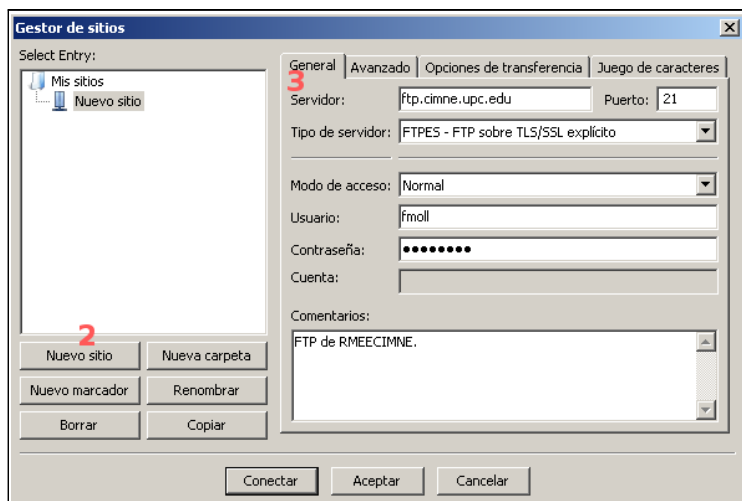 Gestor de sitios
Select Entry:
Mis sitios
Nuevo sitio
2
Nuevo sitio
Nueva carpeta
Nuevo marcador
Renombrar
Borrar
Copiar
General
Avanzado
Opciones de transferencia
Juego de caracteres
3
Servidor: ftp.cimne.upc.edu Puerto: 21
Tipo de servidor: FTPES - FTP sobre TLS/SSL explícito
Modo de acceso: Normal
Usuario: fmoll
Contraseña: ●●●●●●●●
Cuenta:
Comentarios:
FTP de RMEECIMNE.
Conectar
Aceptar
Cancelar